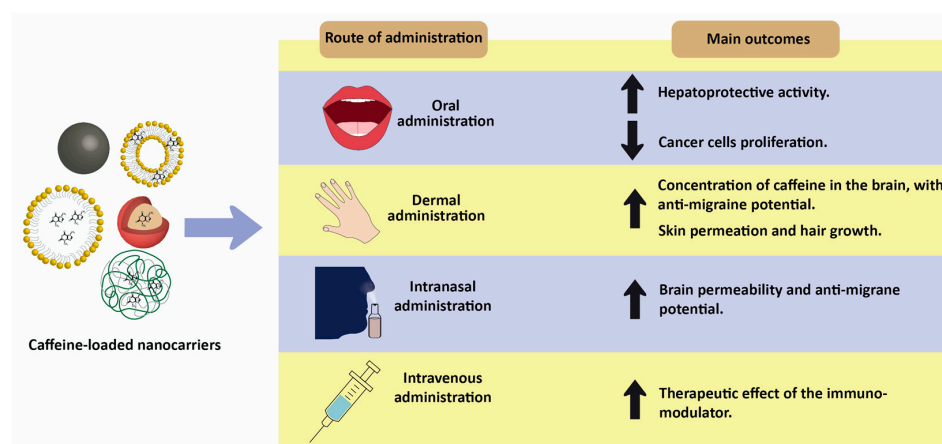 Route of administration
Main outcomes
Oral
administration
Hepatoprotective activity.
Cancer cells proliferation.
Dermal
administration
Concentration of caffeine in the brain, with
anti-migraine potential.
Skin permeation and hair growth.
Intranasal
administration
Brain permeability and anti-migrane
potential.
Intravenous
administration
Therapeutic effect of the immuno-
modulator.
Caffeine-loaded nanocarriers